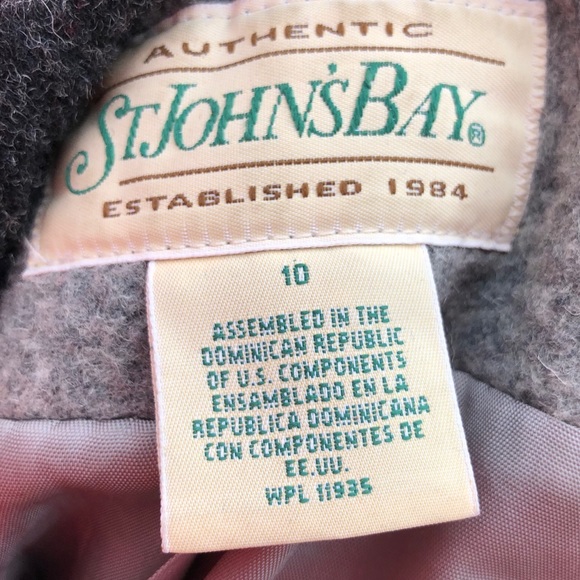 AUTHENTIC
ST JOHN'S BAY®
ESTABLISHED 1984
10
ASSEMBLED IN THE
DOMINICAN REPUBLIC
OF U.S. COMPONENTS
ENSAMBLADO EN LA
REPUBLICA DOMINICANA
CON COMPONENTES DE
EE.UU.
WPL 11935